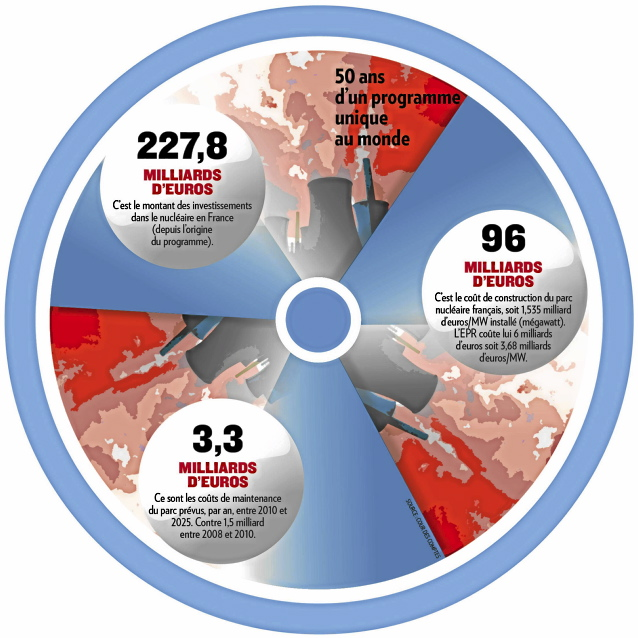 50 ans
d'un programme
unique
au monde
227,8
MILLIARDS
D'EUROS
C'est le montant des investissements
dans le nucléaire en France
(depuis l'origine
du programme).
96
MILLIARDS
D'EUROS
C'est le coût de construction du parc
nucléaire français, soit 1,535 milliard
d'euros/MW installé (mégawatt).
L'EPR coûte lui 6 milliards
d'euros soit 3,68 milliards
d'euros/MW.
3,3
MILLIARDS
D'EUROS
Ce sont les coûts de maintenance
du parc prévus, par an, entre 2010 et
2025. Contre 1,5 milliard
entre 2008 et 2010.
SOURCE : COUR DES COMPTES